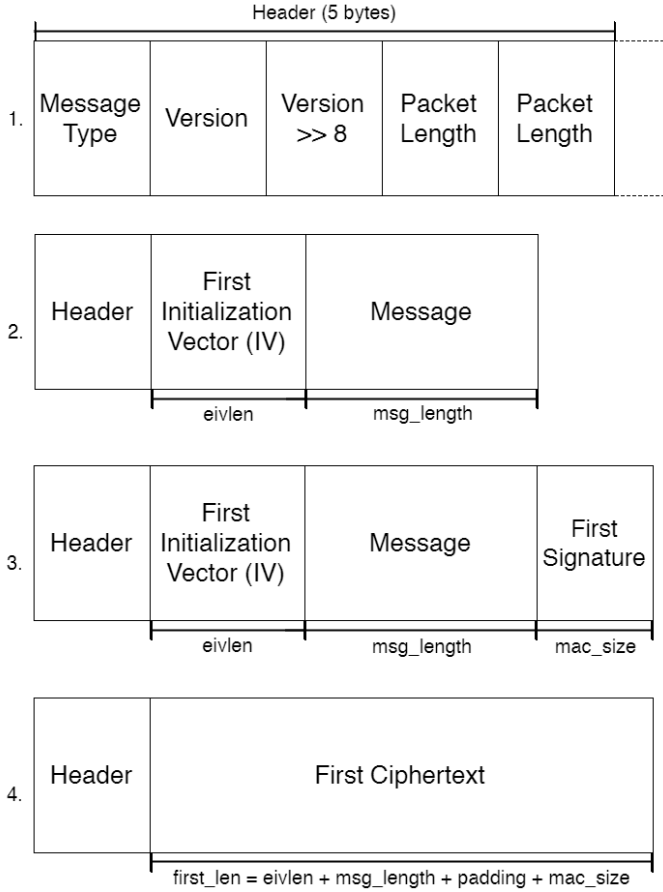 Header (5 bytes)
1.
Message
Type
Version
Version
>> 8
Packet
Length
Packet
Length
2.
Header
First
Initialization
Vector (IV)
Message
eivlen
msg_length
3.
Header
First
Initialization
Vector (IV)
Message
First
Signature
eivlen
msg_length
mac_size
4.
Header
First Ciphertext
first_len = eivlen + msg_length + padding + mac_size